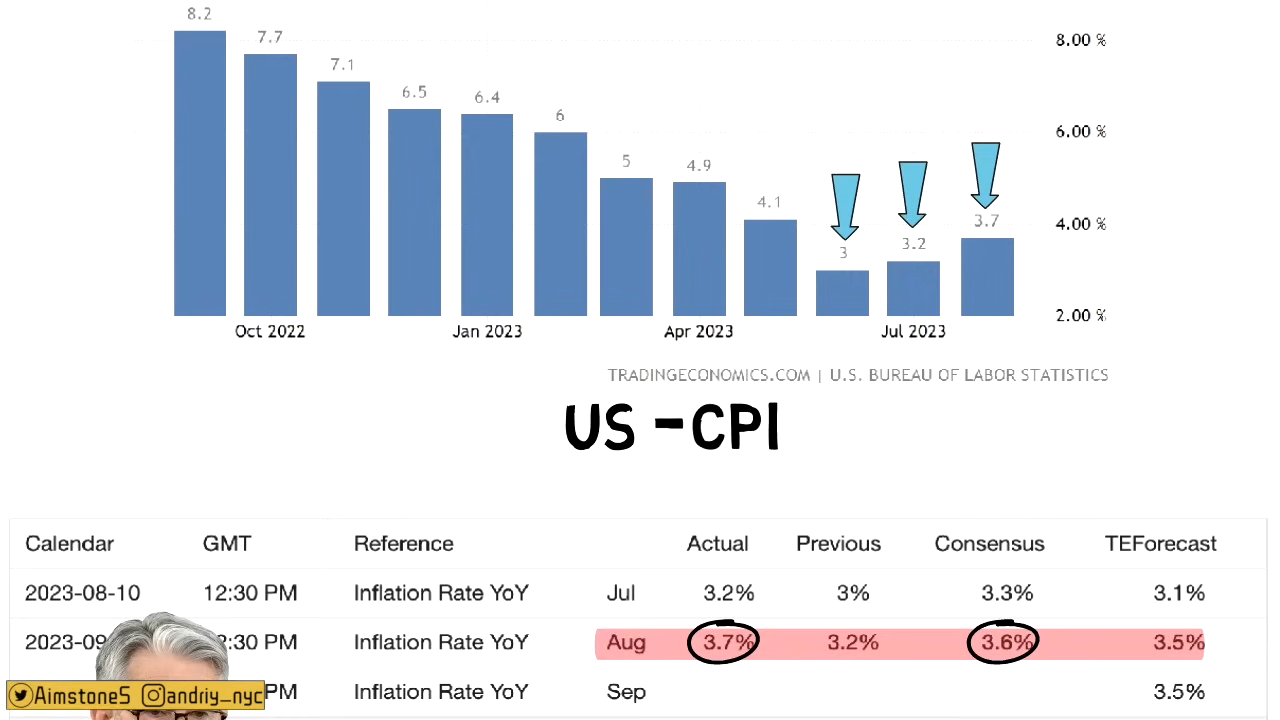 8.2
7.7
7.1
6.5
6.4
6
5
4.9
4.1
3
3.2
3.7
8.00 %
6.00 %
4.00 %
2.00 %
Oct 2022 Jan 2023 Apr 2023 Jul 2023
TRADINGECONOMICS.COM | U.S. BUREAU OF LABOR STATISTICS
US - CPI
Calendar GMT Reference Actual Previous Consensus TEForecast
2023-08-10 12:30 PM Inflation Rate YoY Jul 3.2% 3% 3.3% 3.1%
2023-09 :30 PM Inflation Rate YoY Aug 3.7% 3.2% 3.6% 3.5%
PM Inflation Rate YoY Sep 3.5%
Aimstone5 andriy_nyc